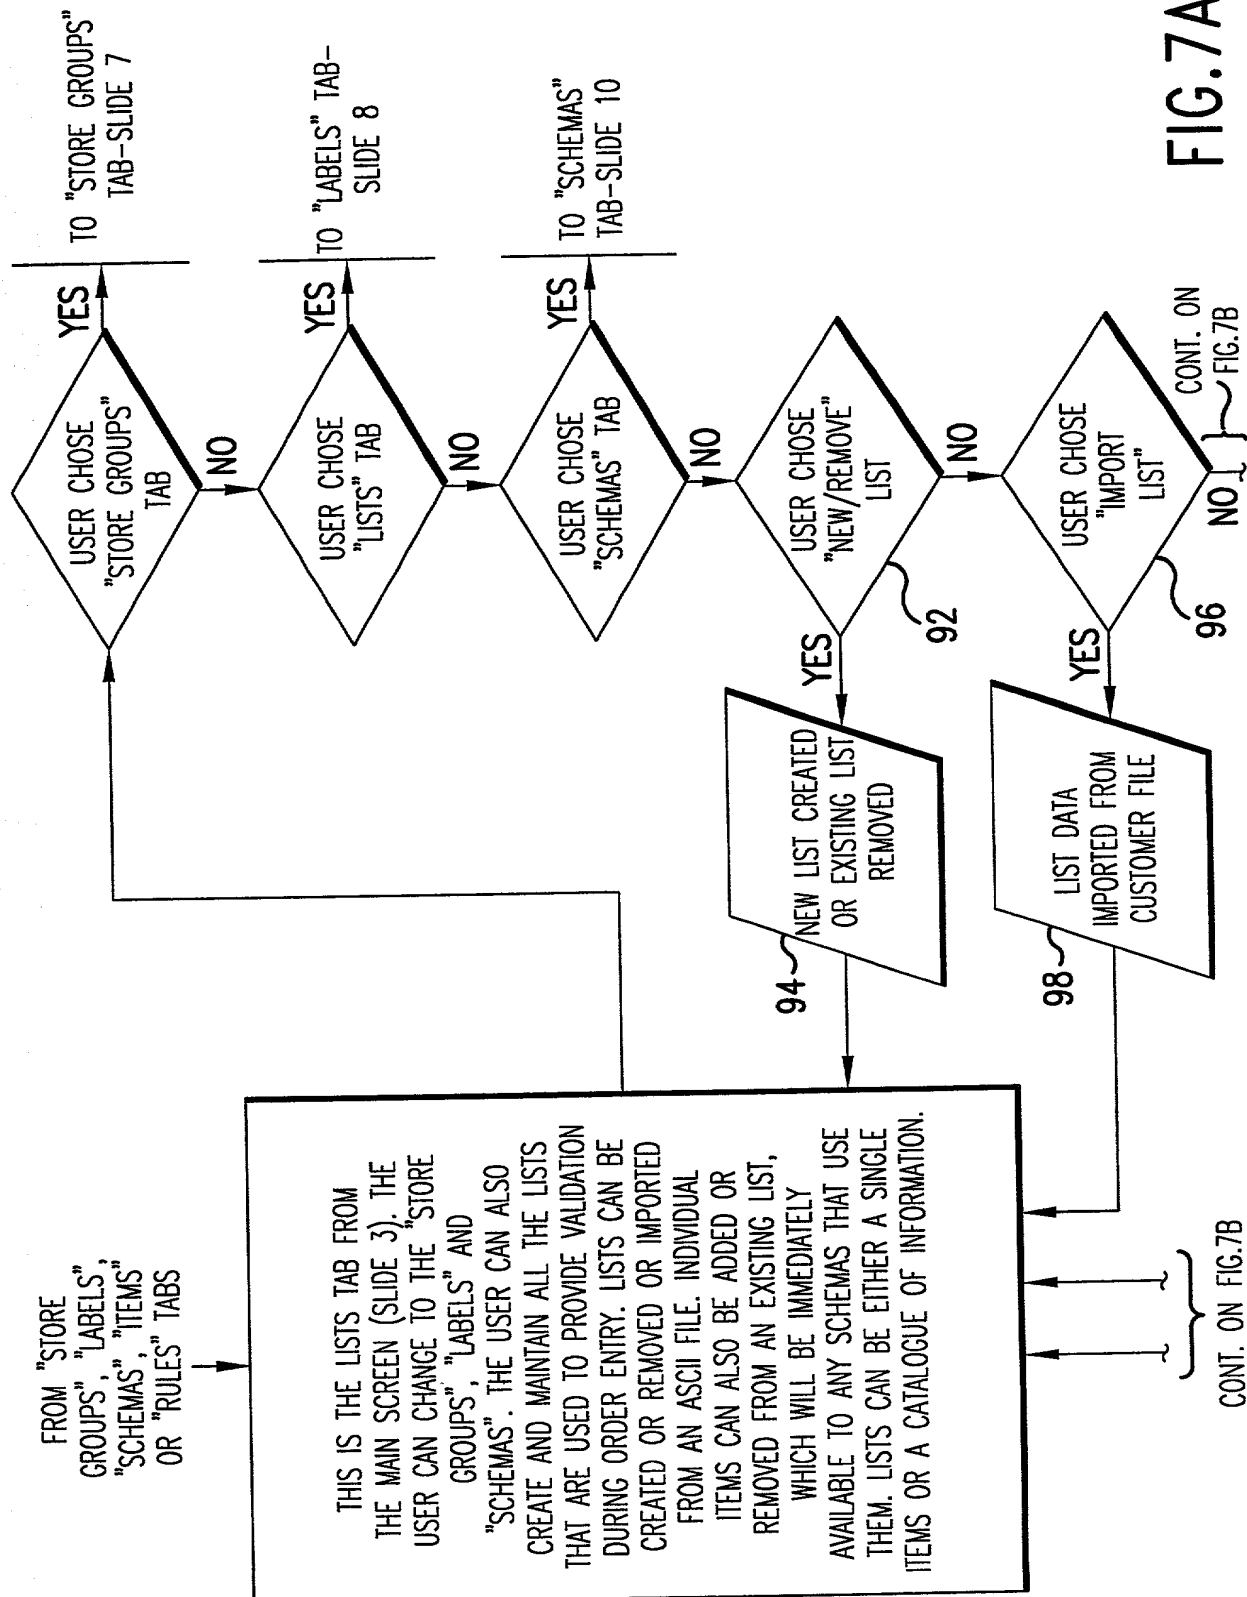 FROM "STORE
GROUPS", "LABELS",
"SCHEMAS", "ITEMS"
OR "RULES" TABS
THIS IS THE LISTS TAB FROM
THE MAIN SCREEN (SLIDE 3). THE
USER CAN CHANGE TO THE "STORE
GROUPS", "LABELS" AND
"SCHEMAS". THE USER CAN ALSO
CREATE AND MAINTAIN ALL THE LISTS
THAT ARE USED TO PROVIDE VALIDATION
DURING ORDER ENTRY. LISTS CAN BE
CREATED OR REMOVED OR IMPORTED
FROM AN ASCII FILE. INDIVIDUAL
ITEMS CAN ALSO BE ADDED OR
REMOVED FROM AN EXISTING LIST,
WHICH WILL BE IMMEDIATELY
AVAILABLE TO ANY SCHEMAS THAT USE
THEM. LISTS CAN BE EITHER A SINGLE
ITEMS OR A CATALOGUE OF INFORMATION.
CONT. ON FIG.7B
USER CHOSE
"STORE GROUPS"
TAB
YES
TO "STORE GROUPS"
TAB-SLIDE 7
NO
USER CHOSE
"LISTS" TAB
YES
TO "LABELS" TAB-
SLIDE 8
NO
USER CHOSE
"SCHEMAS" TAB
YES
TO "SCHEMAS"
TAB-SLIDE 10
NO
USER CHOSE
"NEW/REMOVE"
LIST
92
YES
NEW LIST CREATED
OR EXISTING LIST
REMOVED
94
NO
USER CHOSE
"IMPORT
LIST"
96
YES
LIST DATA
IMPORTED FROM
CUSTOMER FILE
98
NO
CONT. ON
FIG.7B
FIG.7A